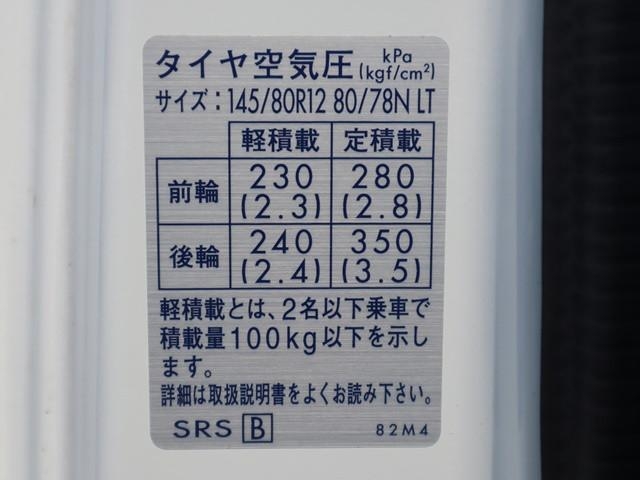 タイヤ空気圧 kPa (kgf/cm²)
サイズ：145/80R12 80/78N LT
軽積載 定積載
前輪 230 (2.3) 280 (2.8)
後輪 240 (2.4) 350 (3.5)
軽積載とは、2名以下乗車で
積載量100kg以下を示し
ます。
詳細は取扱説明書をよくお読み下さい。
SRS B 82M4